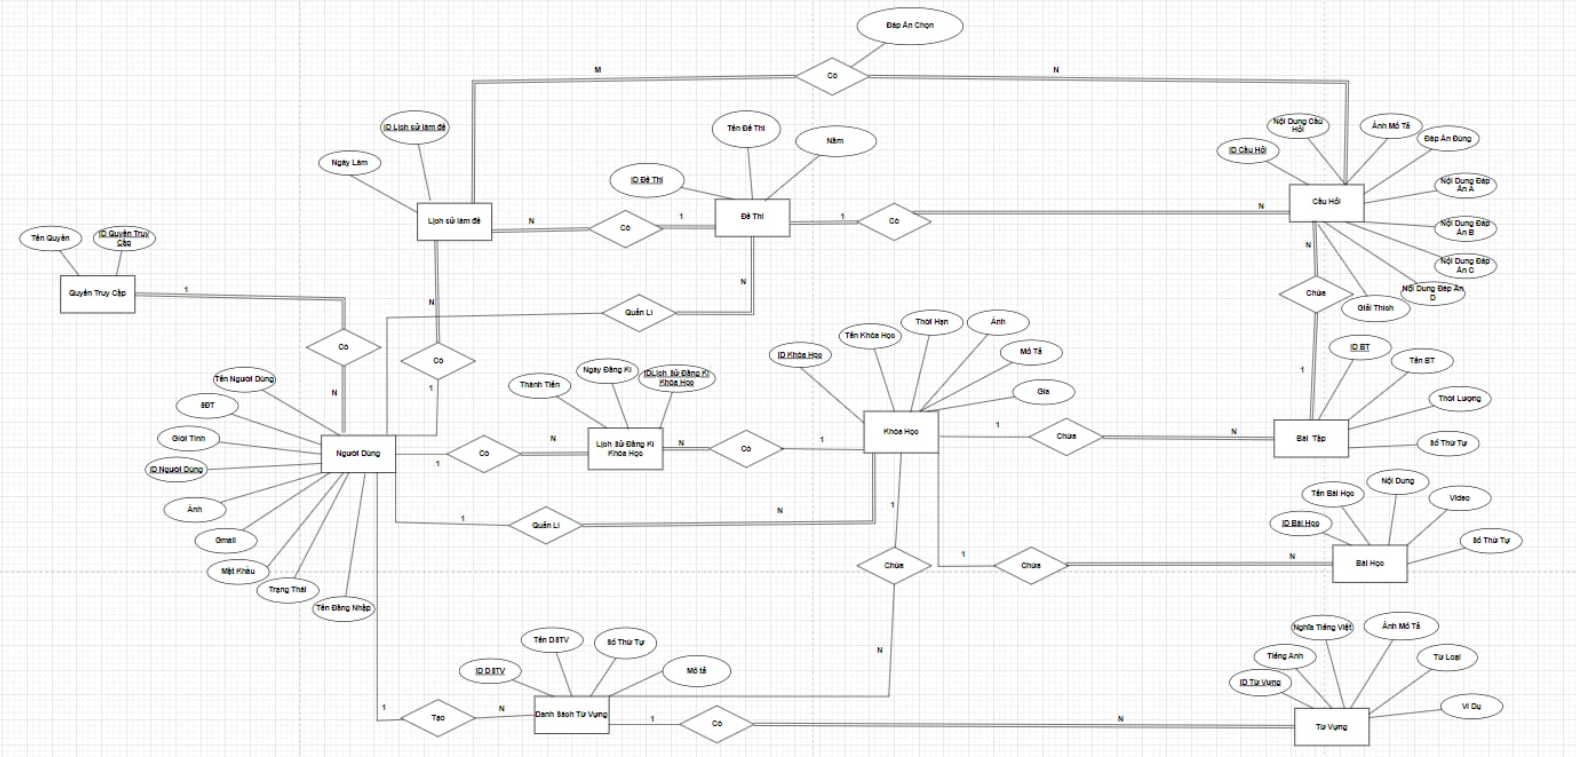 Đáp Án Chọn
M
Có
N
ID Lịch sử làm đề
Ngày Làm
Tên Đề Thi
Năm
ID Đề Thi
Nội Dung Câu
Hỏi
Ảnh Mô Tả
Đáp Án Đúng
ID Câu Hỏi
Nội Dung Đáp
Án A
Lịch sử làm đề
N
Có
1
Đề Thi
1
Có
N
Câu Hỏi
Nội Dung Đáp
Án B
Nội Dung Đáp
Án C
Nội Dung Đáp Án
D
Giải Thích
Tên Quyền
ID Quyền Truy
Cập
Quyền Truy Cập
1
N
N
N
Chứa
Quản Lí
Có
Có
1
N
1
Tên Người Dùng
SĐT
Giới Tính
ID Người Dùng
Ảnh
Gmail
Mật Khẩu
Trạng Thái
Tên Đăng Nhập
Người Dùng
Thành Tiền
Ngày Đăng Kí
IDLịch Sử Đăng Kí
Khóa Học
1
Có
N
Lịch Sử Đăng Kí
Khóa Học
N
Có
1
ID Khóa Học
Tên Khóa Học
Thời Hạn
Ảnh
Mô Tả
Gía
Khóa Học
1
Chứa
N
ID BT
Tên BT
Thời Lượng
Số Thứ Tự
Bài Tập
1
Quản Lí
N
1
Chứa
N
1
Chứa
N
ID Bài Học
Tên Bài Học
Nội Dung
Video
Số Thứ Tự
Bài Học
1
Tạo
N
ID DSTV
Tên DSTV
Số Thứ Tự
Mô tả
Danh Sách Từ Vựng
1
Có
N
ID Từ Vựng
Tiếng Anh
Nghĩa Tiếng Việt
Ảnh Mô Tả
Từ Loại
Ví Dụ
Từ Vựng